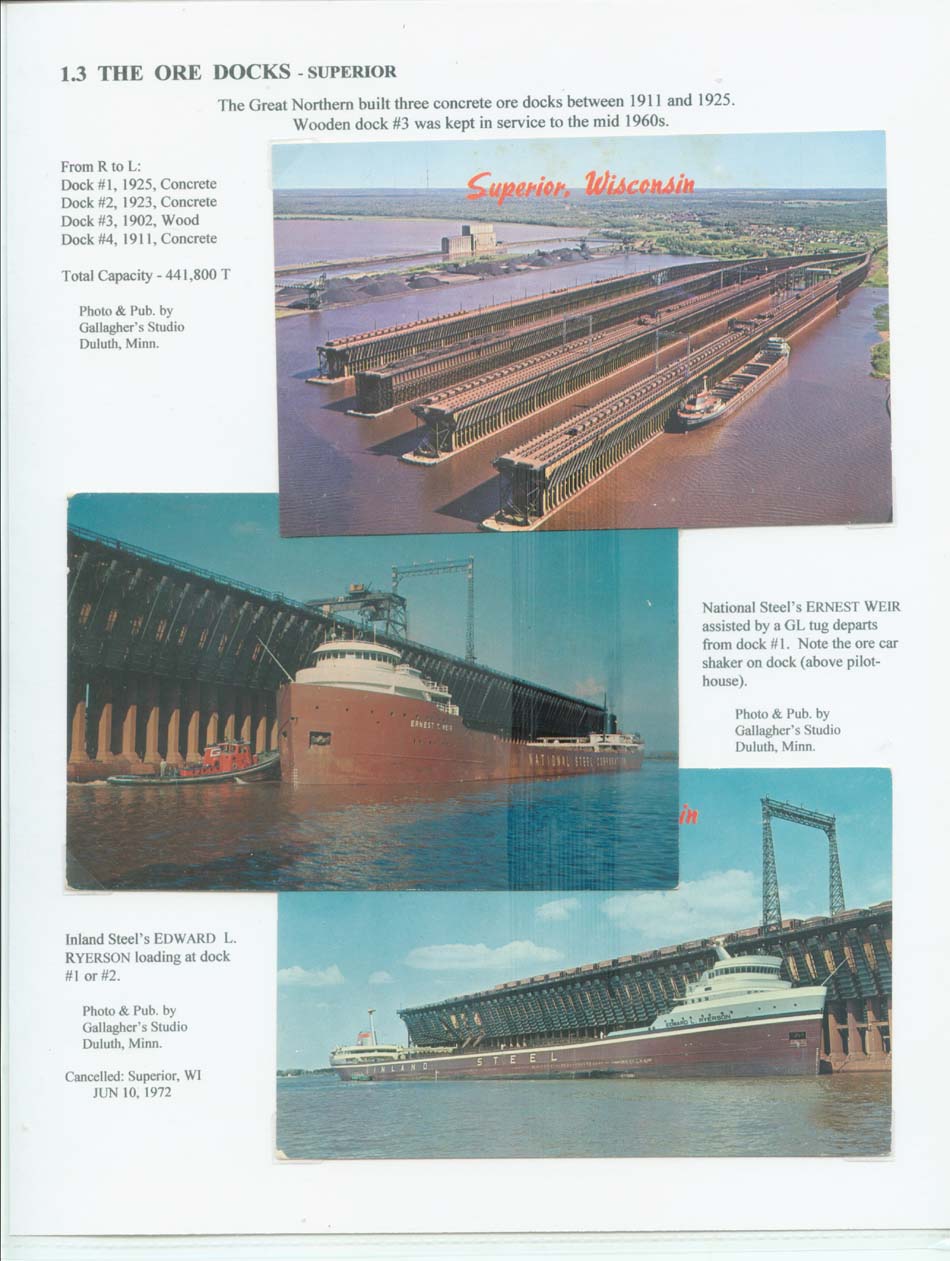 1.3 THE ORE DOCKS - SUPERIOR
The Great Northern built three concrete ore docks between 1911 and 1925.
Wooden dock #3 was kept in service to the mid 1960s.
From R to L:
Dock #1, 1925, Concrete
Dock #2, 1923, Concrete
Dock #3, 1902, Wood
Dock #4, 1911, Concrete
Total Capacity - 441,800 T
Photo & Pub. by
Gallagher's Studio
Duluth, Minn.
Superior, Wisconsin
National Steel's ERNEST WEIR
assisted by a GL tug departs
from dock #1. Note the ore car
shaker on dock (above pilot-
house).
Photo & Pub. by
Gallagher's Studio
Duluth, Minn.
ERNEST T. WEIR
NATIONAL STEEL CORPORATION
in
Inland Steel's EDWARD L.
RYERSON loading at dock
#1 or #2.
Photo & Pub. by
Gallagher's Studio
Duluth, Minn.
Cancelled: Superior, WI
JUN 10, 1972
EDWARD L. RYERSON
INLAND STEEL